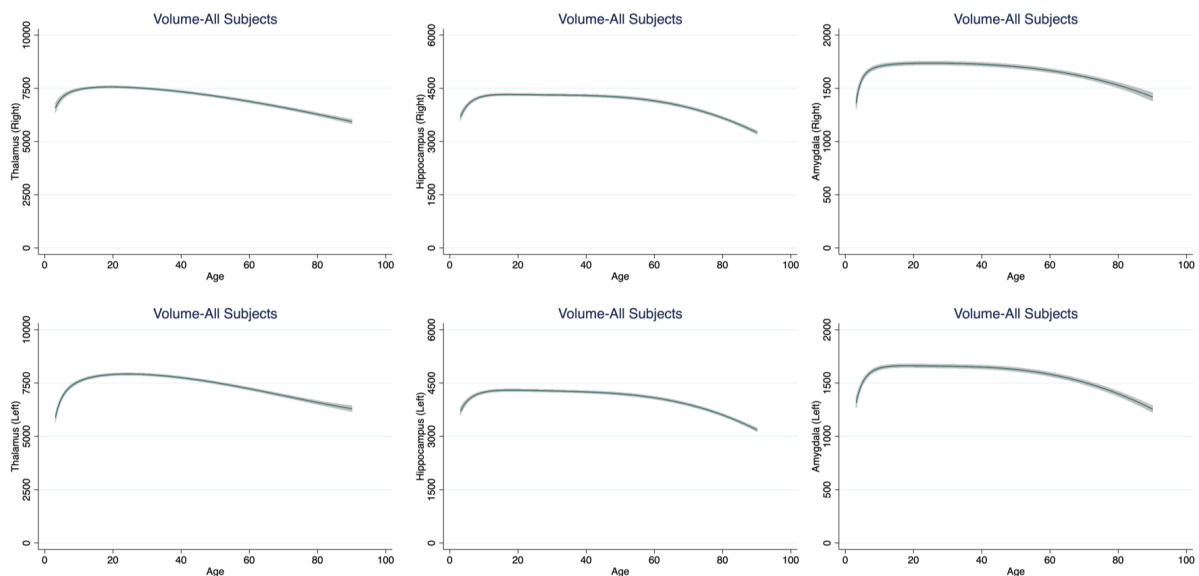 Volume-All Subjects
Thalamus (Right)
10000
7500
5000
2500
0
0 20 40 60 80 100
Age
Volume-All Subjects
Hippocampus (Right)
6000
4500
3000
1500
0
0 20 40 60 80 100
Age
Volume-All Subjects
Amygdala (Right)
2000
1500
1000
500
0
0 20 40 60 80 100
Age
Volume-All Subjects
Thalamus (Left)
10000
7500
5000
2500
0
0 20 40 60 80 100
Age
Volume-All Subjects
Hippocampus (Left)
6000
4500
3000
1500
0
0 20 40 60 80 100
Age
Volume-All Subjects
Amygdala (Left)
2000
1500
1000
500
0
0 20 40 60 80 100
Age